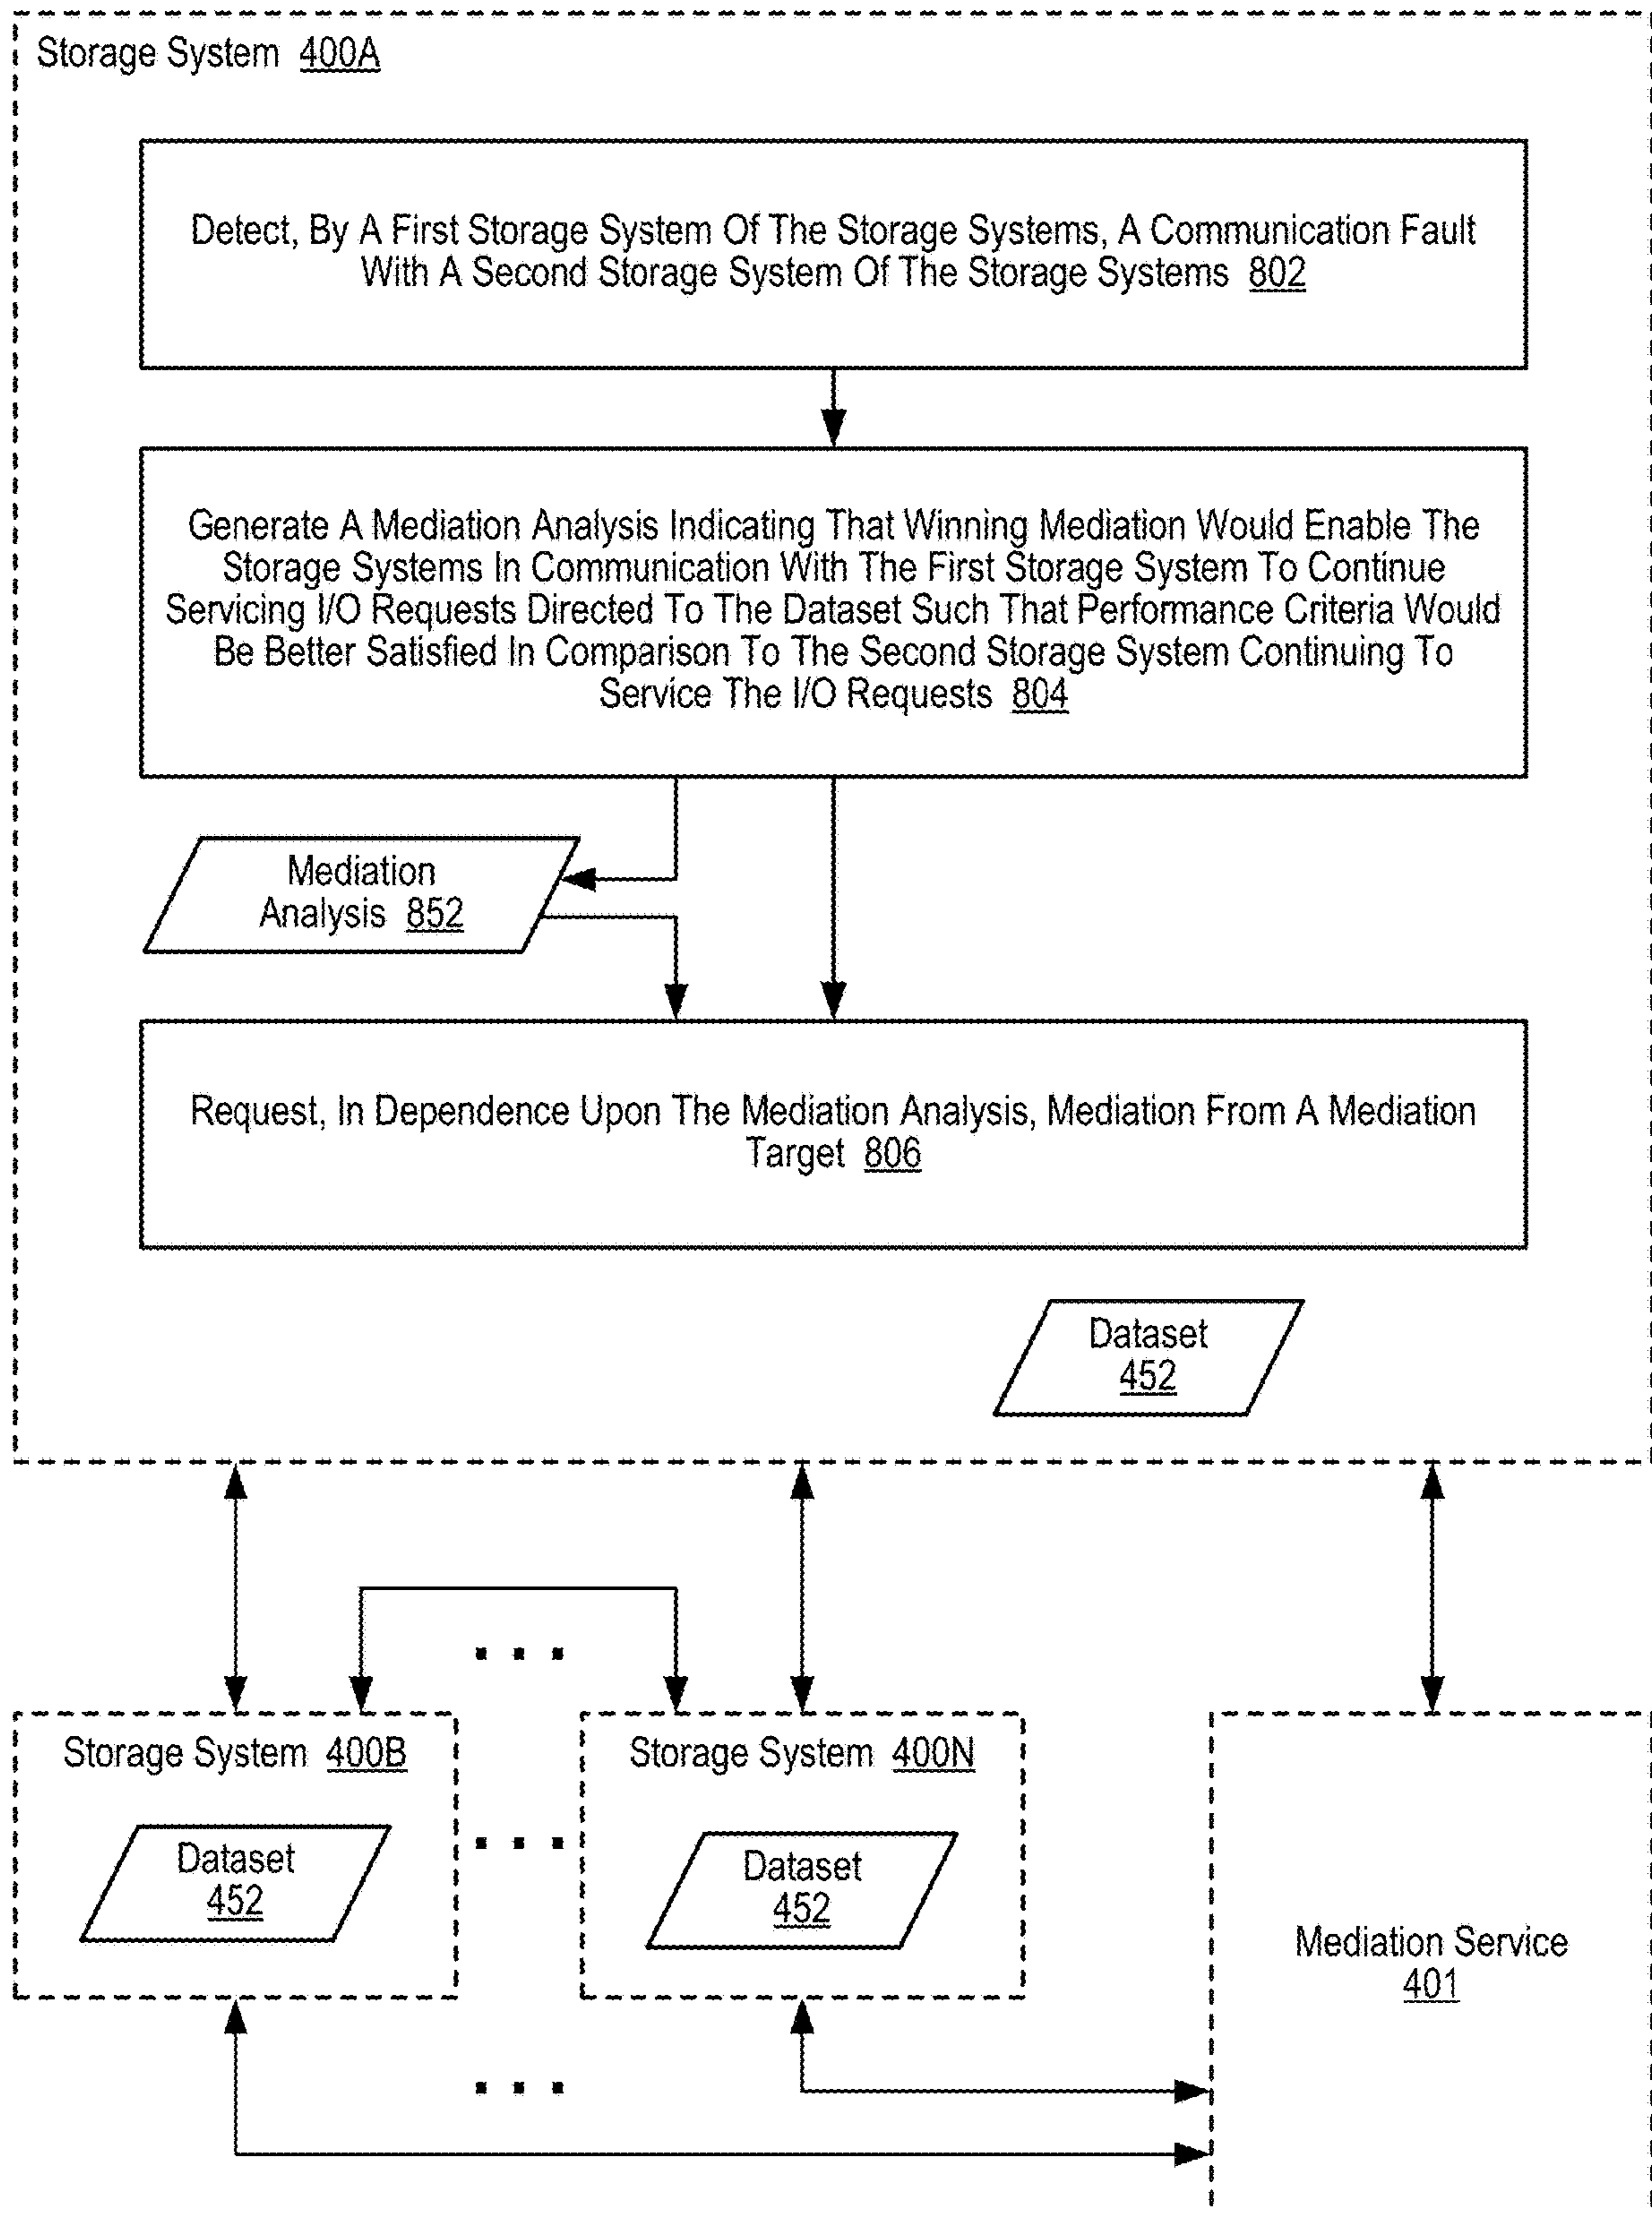 Storage System 400A
Detect, By A First Storage System Of The Storage Systems, A Communication Fault
With A Second Storage System Of The Storage Systems 802
Generate A Mediation Analysis Indicating That Winning Mediation Would Enable The
Storage Systems In Communication With The First Storage System To Continue
Servicing I/O Requests Directed To The Dataset Such That Performance Criteria Would
Be Better Satisfied In Comparison To The Second Storage System Continuing To
Service The I/O Requests 804
Mediation
Analysis 852
Request, In Dependence Upon The Mediation Analysis, Mediation From A Mediation
Target 806
Dataset
452
Storage System 400B
Dataset
452
Storage System 400N
Dataset
452
Mediation Service
401